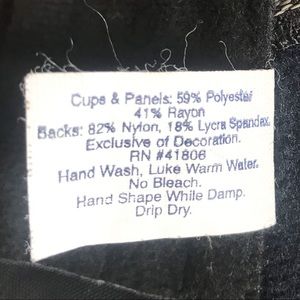 Cups & Panels: 59% Polyester
41% Rayon
Backs: 82% Nylon, 18% Lycra Spandex
Exclusive of Decoration.
RN #41806
Hand Wash, Luke Warm Water.
No Bleach.
Hand Shape While Damp.
Drip Dry.